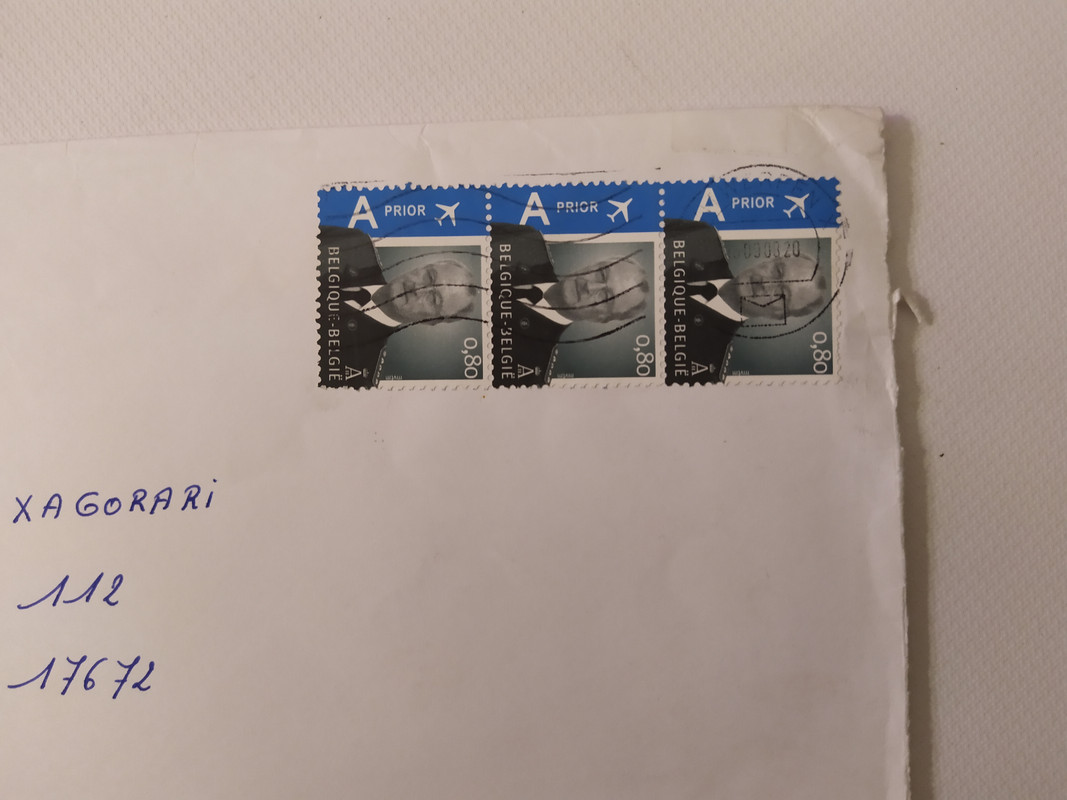 A PRIOR
BELGIQUE-BELGIË
0,80
A PRIOR
BELGIQUE-BELGIË
0,80
A PRIOR
BELGIQUE-BELGIË
0,80
XAGORARi
112
17672